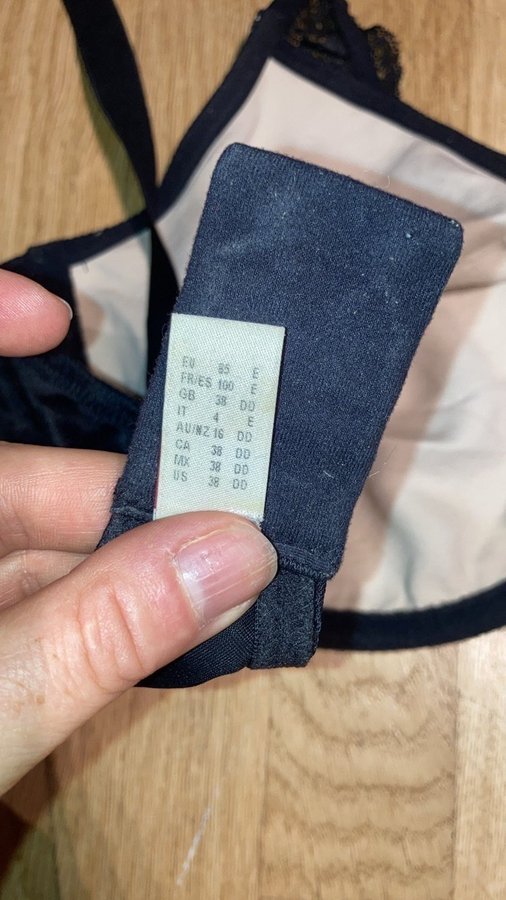 EU 85 E
FR/ES 100 E
GB 38 DD
IT 4 E
AU/NZ 16 DD
CA 38 DD
MX 38 DD
US 38 DD